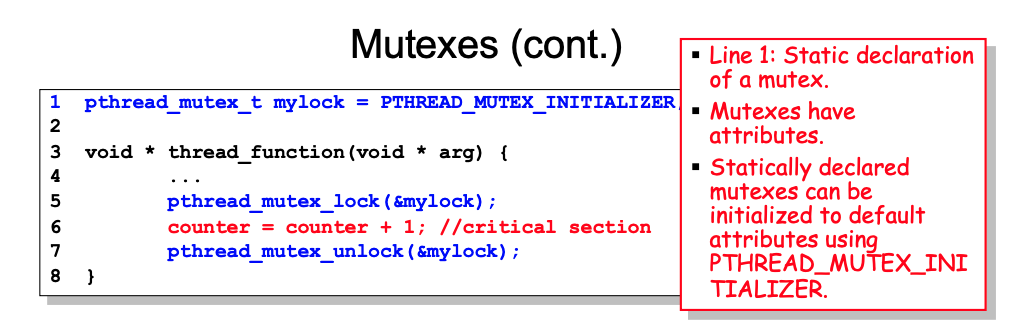 Mutexes (cont.)
1 pthread_mutex_t mylock = PTHREAD_MUTEX_INITIALIZER;
2
3 void * thread_function(void * arg) {
4 ...
5 pthread_mutex_lock(&mylock);
6 counter = counter + 1; //critical section
7 pthread_mutex_unlock(&mylock);
8 }
▪ Line 1: Static declaration
of a mutex.
▪ Mutexes have
attributes.
▪ Statically declared
mutexes can be
initialized to default
attributes using
PTHREAD_MUTEX_INI
TIALIZER.